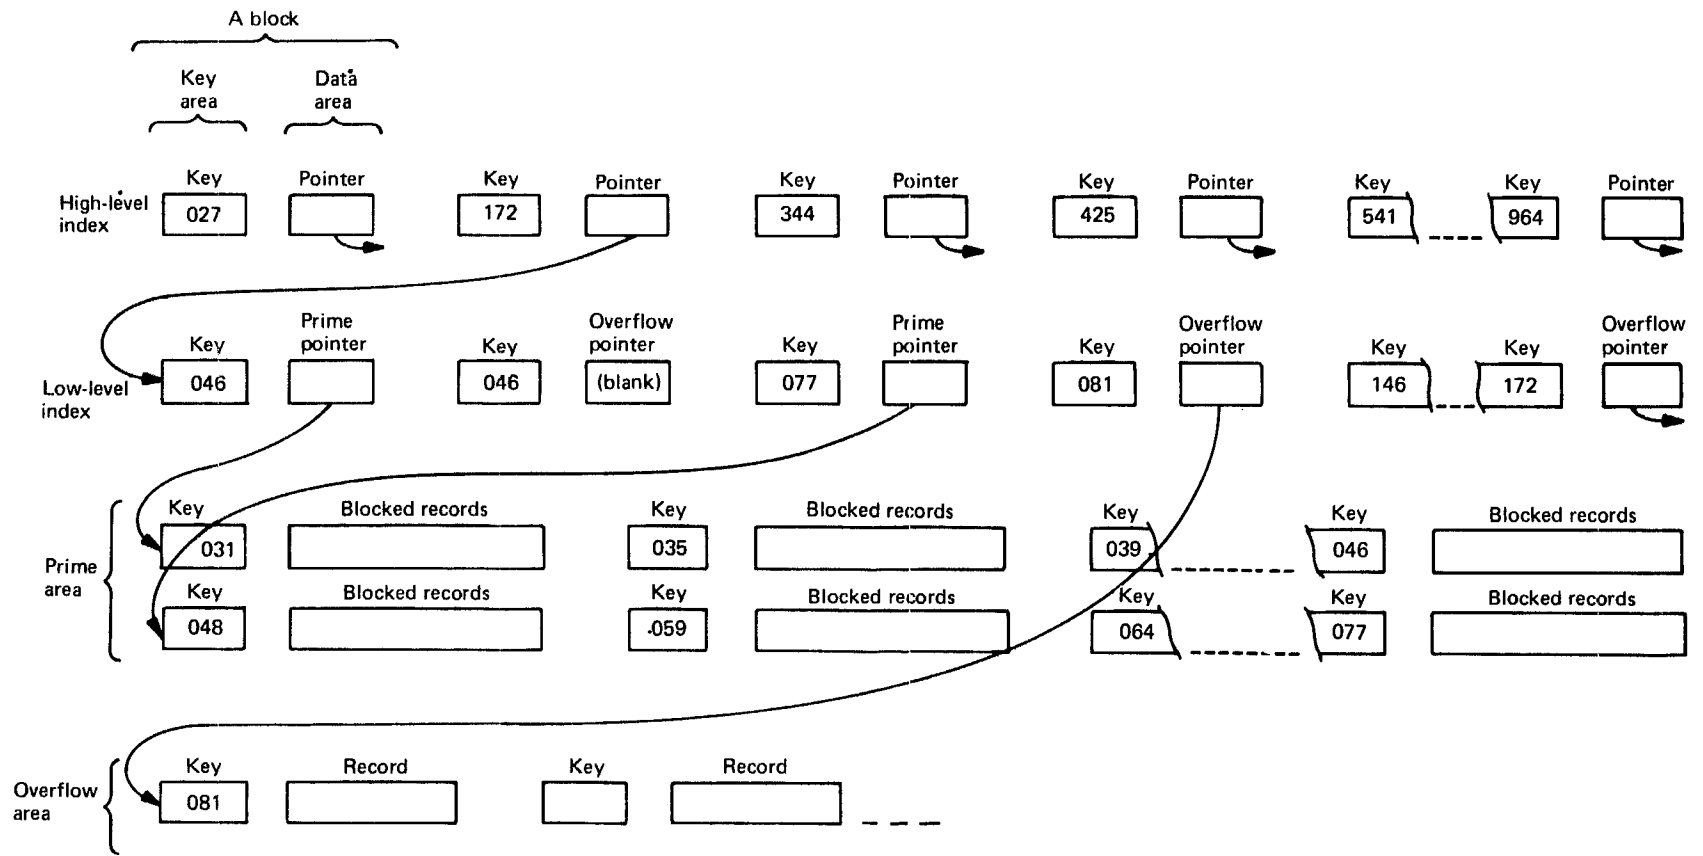 A block
Key area
Data area
Key Pointer Key Pointer Key Pointer Key Pointer Key Key Pointer
High-level index
027 172 344 425 541 964
Key Prime pointer Key Overflow pointer Key Prime pointer Key Overflow pointer Key Key Overflow pointer
Low-level index
046 046 (blank) 077 081 146 172
Prime area
Key Blocked records Key Blocked records Key Key Blocked records
031 035 039 046
Key Blocked records Key Blocked records Key Key Blocked records
048 059 064 077
Overflow area
Key Record Key Record
081